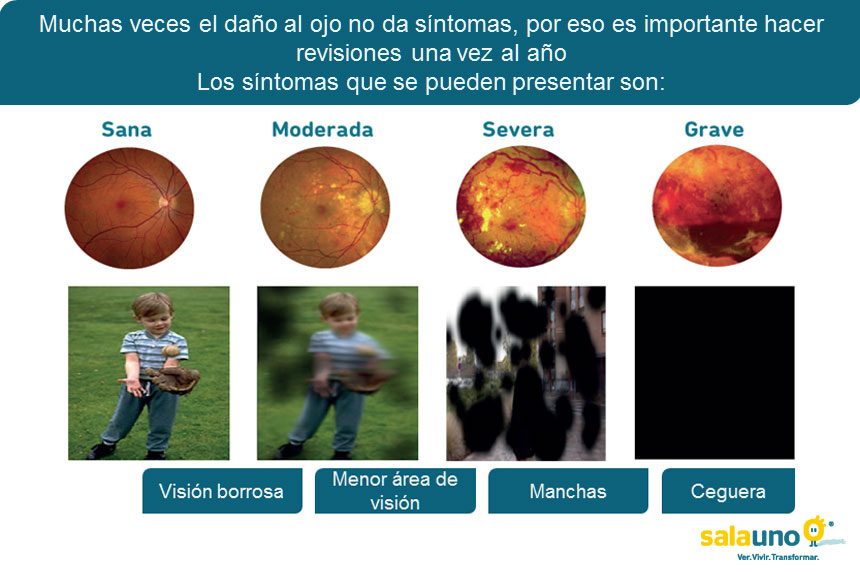 Muchas veces el daño al ojo no da síntomas, por eso es importante hacer
revisiones una vez al año
Los síntomas que se pueden presentar son:
Sana
Moderada
Severa
Grave
Visión borrosa
Menor área de
visión
Manchas
Ceguera
salauno
Ver.Vivir.Transformar.